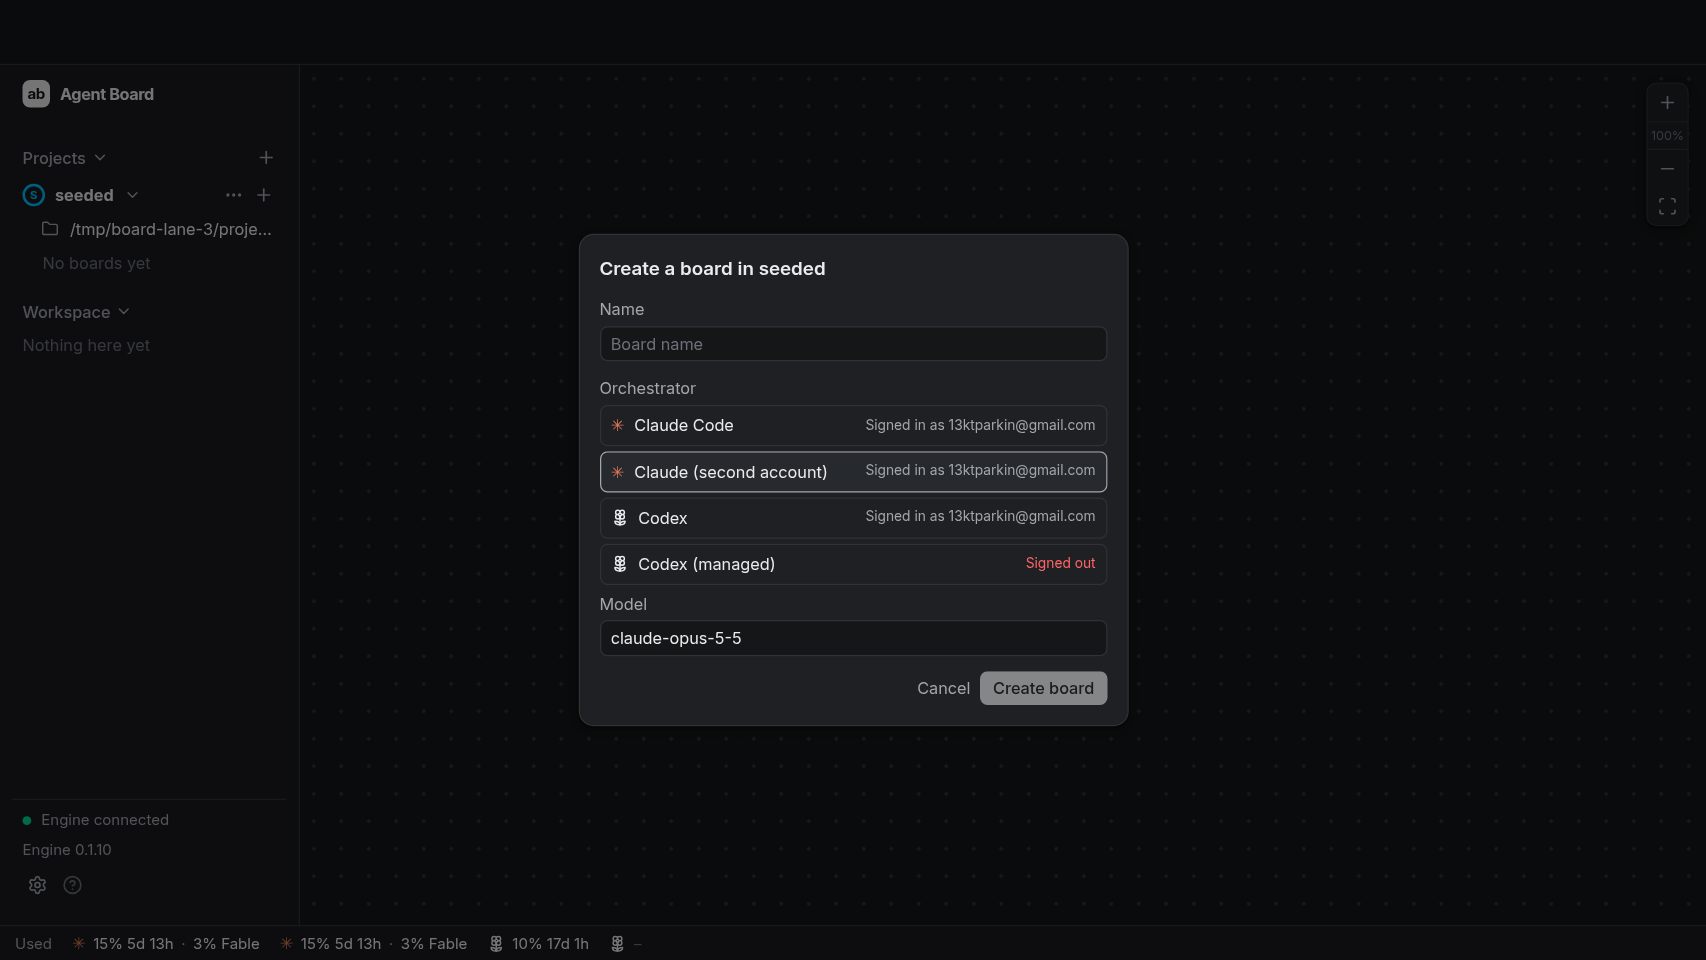 ab Agent Board
Projects
S seeded
/tmp/board-lane-3/proje...
No boards yet
Workspace
Nothing here yet
100%
Create a board in seeded
Name
Board name
Orchestrator
Claude Code Signed in as 13ktparkin@gmail.com
Claude (second account) Signed in as 13ktparkin@gmail.com
Codex Signed in as 13ktparkin@gmail.com
Codex (managed) Signed out
Model
claude-opus-5-5
Cancel Create board
Engine connected
Engine 0.1.10
Used 15% 5d 13h · 3% Fable 15% 5d 13h · 3% Fable 10% 17d 1h –